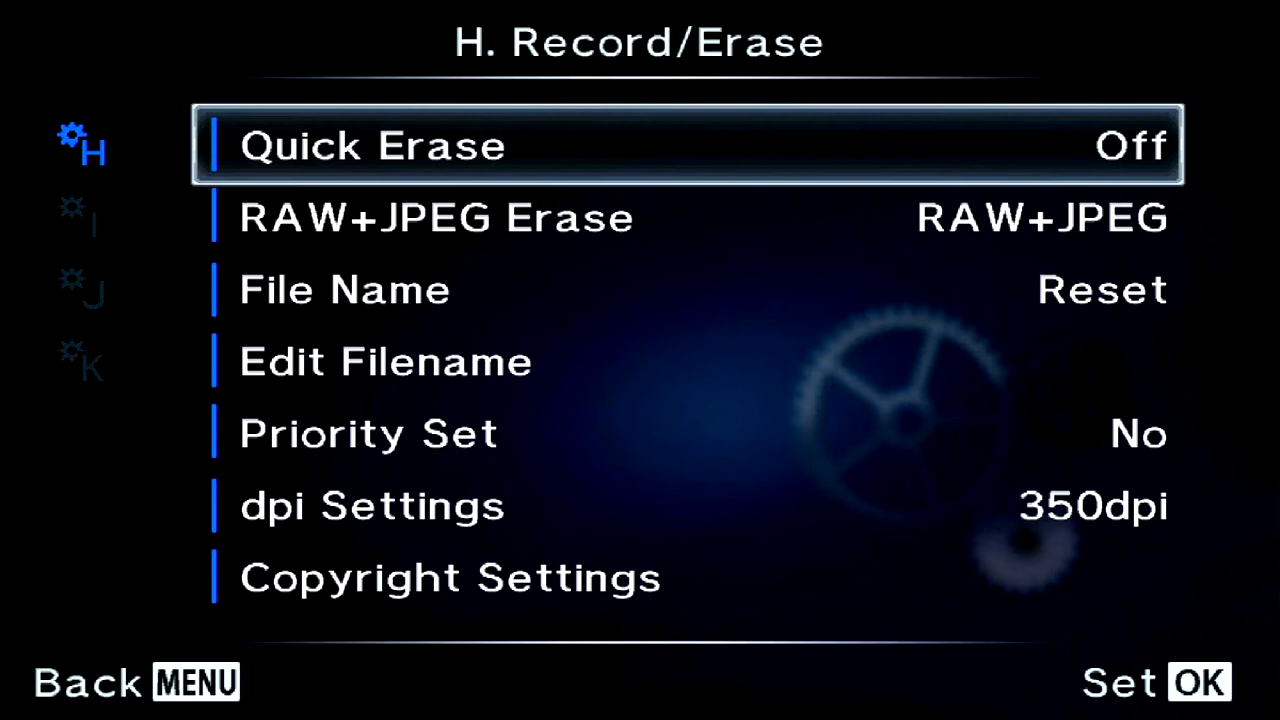 H. Record/Erase
H
Quick Erase Off
I
RAW+JPEG Erase RAW+JPEG
J
File Name Reset
K
Edit Filename
Priority Set No
dpi Settings 350dpi
Copyright Settings
Back MENU Set OK